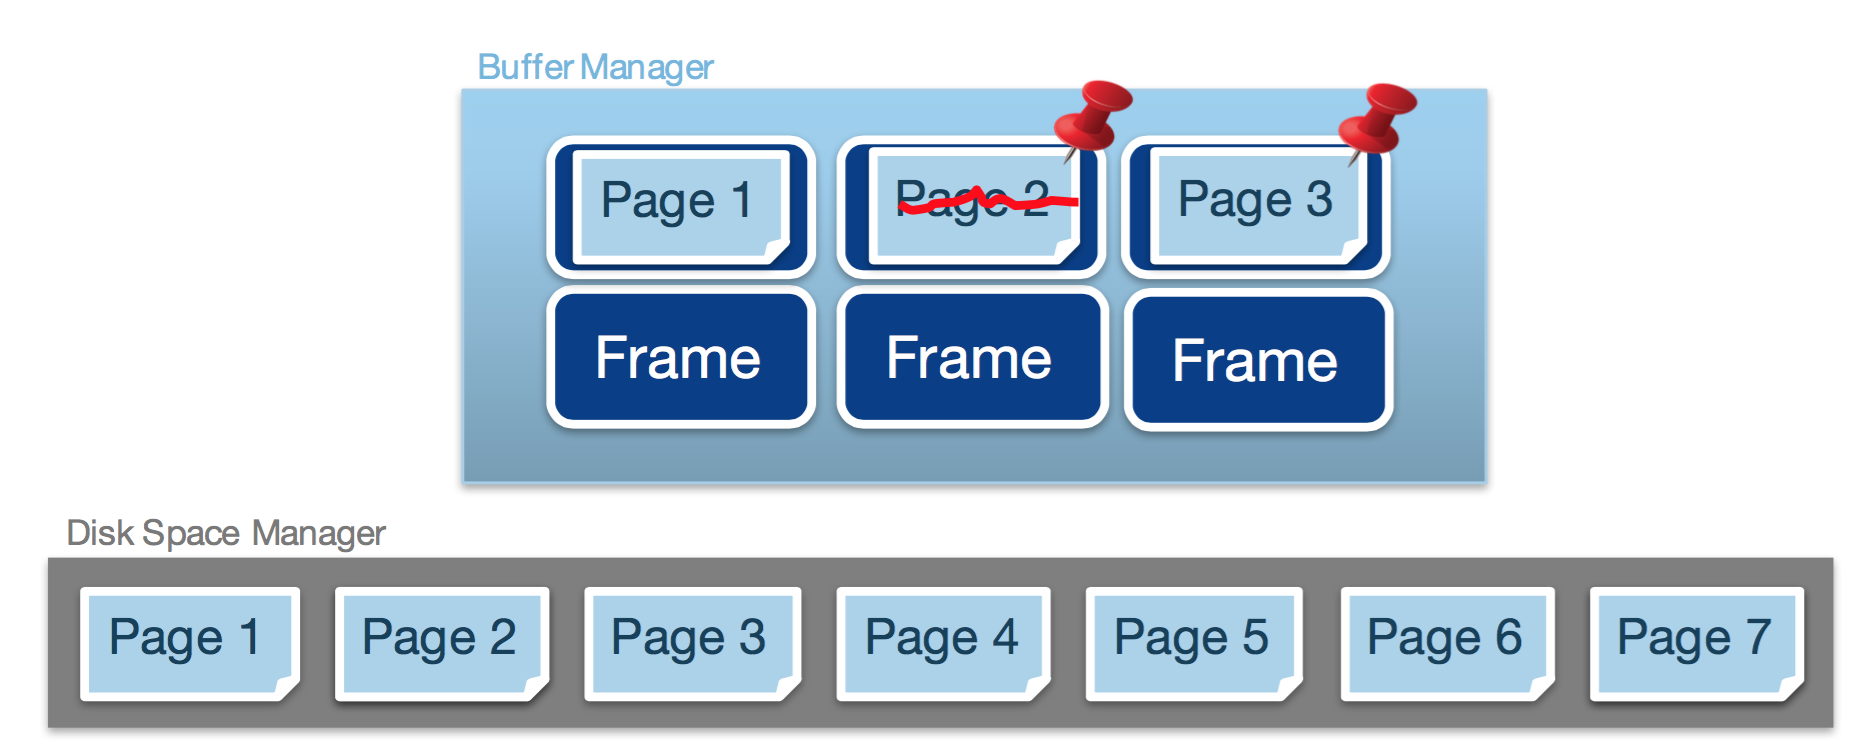 Buffer Manager
Page 1 Page 2 Page 3
Frame Frame Frame
Disk Space Manager
Page 1 Page 2 Page 3 Page 4 Page 5 Page 6 Page 7